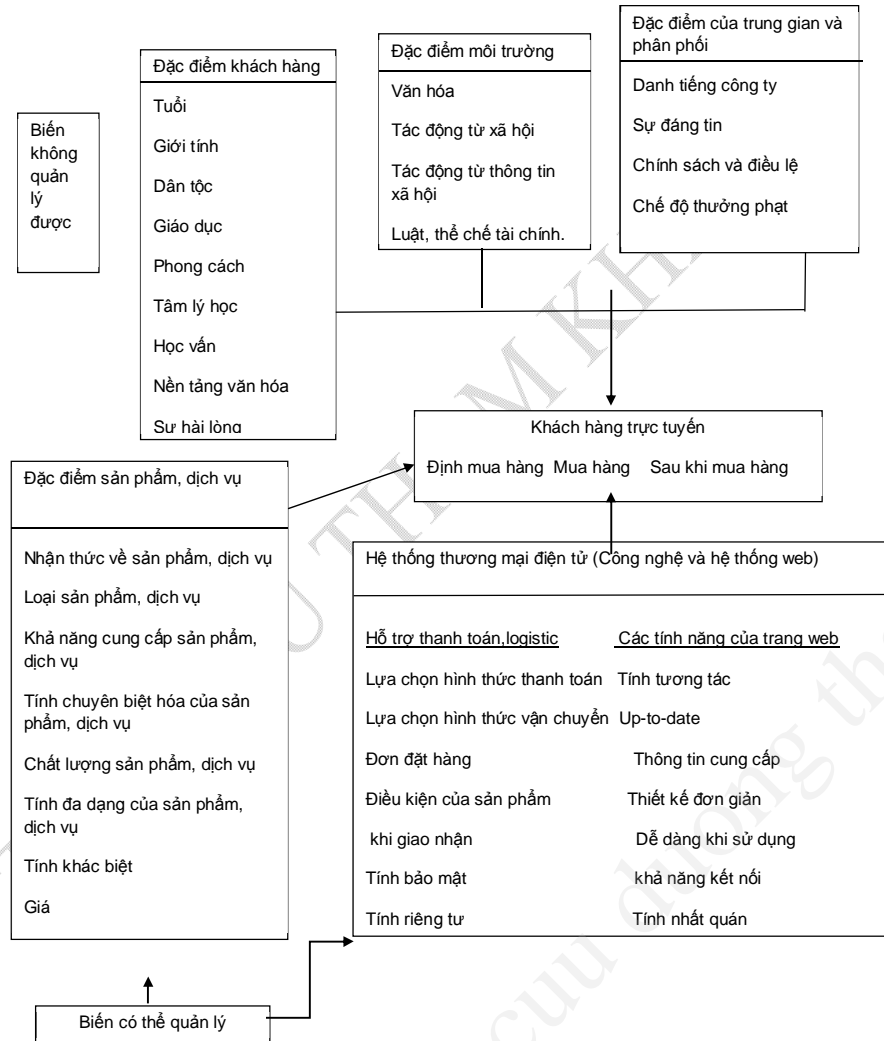 Biến
không
quản
lý
được
Đặc điểm khách hàng
Tuổi
Giới tính
Dân tộc
Giáo dục
Phong cách
Tâm lý học
Học vấn
Nền tảng văn hóa
Sự hài lòng
Đặc điểm môi trường
Văn hóa
Tác động từ xã hội
Tác động từ thông tin
xã hội
Luật, thể chế tài chính.
Đặc điểm của trung gian và
phân phối
Danh tiếng công ty
Sự đáng tin
Chính sách và điều lệ
Chế độ thưởng phạt
Khách hàng trực tuyến
Định mua hàng Mua hàng Sau khi mua hàng
Đặc điểm sản phẩm, dịch vụ
Nhận thức về sản phẩm, dịch vụ
Loại sản phẩm, dịch vụ
Khả năng cung cấp sản phẩm,
dịch vụ
Tính chuyên biệt hóa của sản
phẩm, dịch vụ
Chất lượng sản phẩm, dịch vụ
Tính đa dạng của sản phẩm,
dịch vụ
Tính khác biệt
Giá
Hệ thống thương mại điện tử (Công nghệ và hệ thống web)
Hỗ trợ thanh toán,logistic Các tính năng của trang web
Lựa chọn hình thức thanh toán Tính tương tác
Lựa chọn hình thức vận chuyển Up-to-date
Đơn đặt hàng Thông tin cung cấp
Điều kiện của sản phẩm Thiết kế đơn giản
khi giao nhận Dễ dàng khi sử dụng
Tính bảo mật khả năng kết nối
Tính riêng tư Tính nhất quán
Biến có thể quản lý